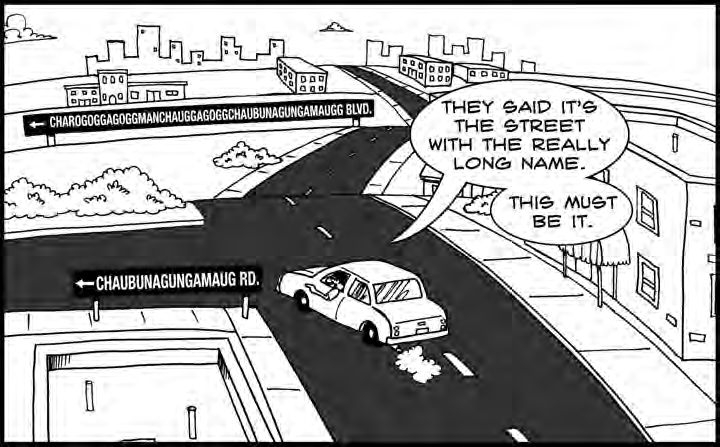 ← CHAROGOGGAGOGGMANCHAUGGAGOGGCHAUBUNAGUNGAMAUGG BLVD.
THEY SAID IT'S
THE STREET
WITH THE REALLY
LONG NAME.
THIS MUST
BE IT.
← CHAUBUNAGUNGAMAUG RD.